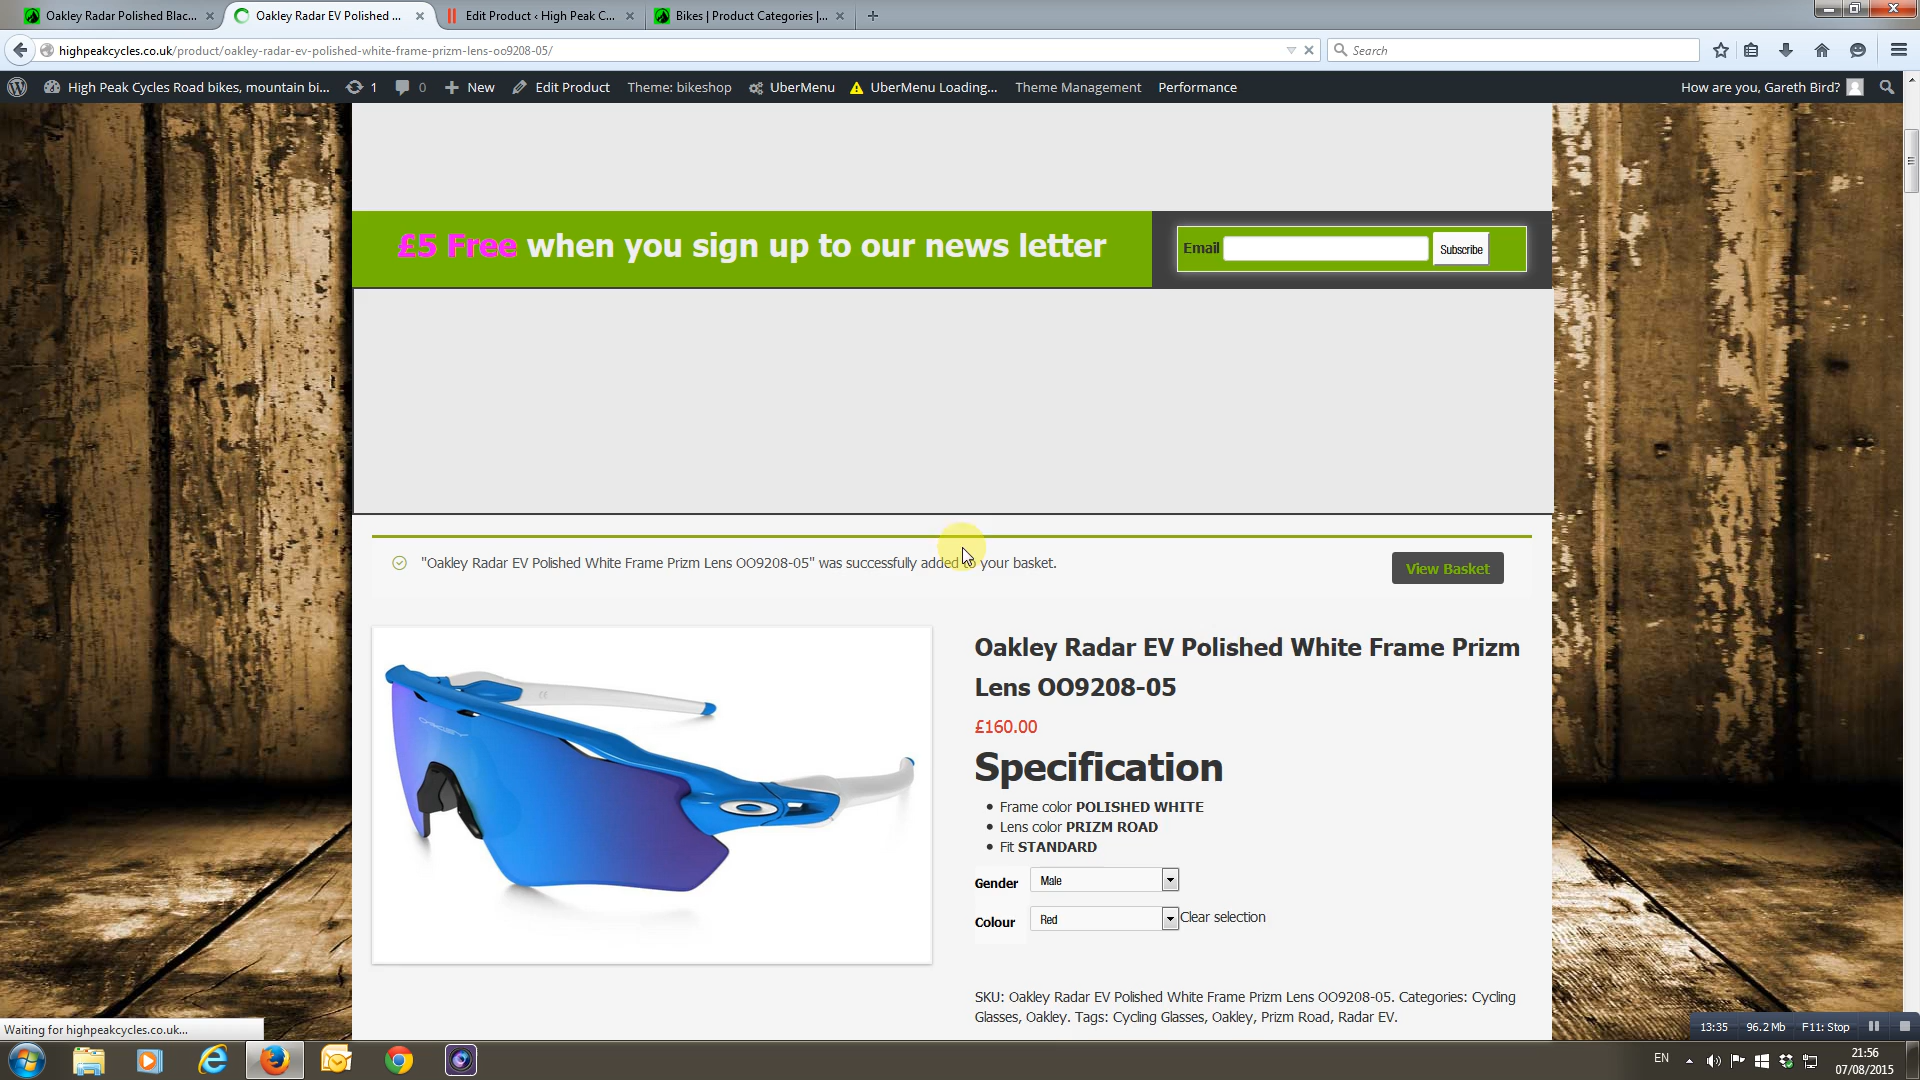 Oakley Radar Polished Blac...
Oakley Radar EV Polished ...
Edit Product ‹ High Peak C...
Bikes | Product Categories |...
highpeakcycles.co.uk/product/oakley-radar-ev-polished-white-frame-prizm-lens-oo9208-05/
Search
High Peak Cycles Road bikes, mountain bi...
1
0
New
Edit Product
Theme: bikeshop
UberMenu
UberMenu Loading...
Theme Management
Performance
How are you, Gareth Bird?
£5 Free when you sign up to our news letter
Email
Subscribe
"Oakley Radar EV Polished White Frame Prizm Lens OO9208-05" was successfully added to your basket.
View Basket
OAKLEY
Oakley Radar EV Polished White Frame Prizm
Lens OO9208-05
£160.00
Specification
Frame color POLISHED WHITE
Lens color PRIZM ROAD
Fit STANDARD
Gender
Male
Colour
Red
Clear selection
SKU: Oakley Radar EV Polished White Frame Prizm Lens OO9208-05. Categories: Cycling
Glasses, Oakley. Tags: Cycling Glasses, Oakley, Prizm Road, Radar EV.
Waiting for highpeakcycles.co.uk...
13:35
96.2 Mb
F11: Stop
EN
21:56
07/08/2015